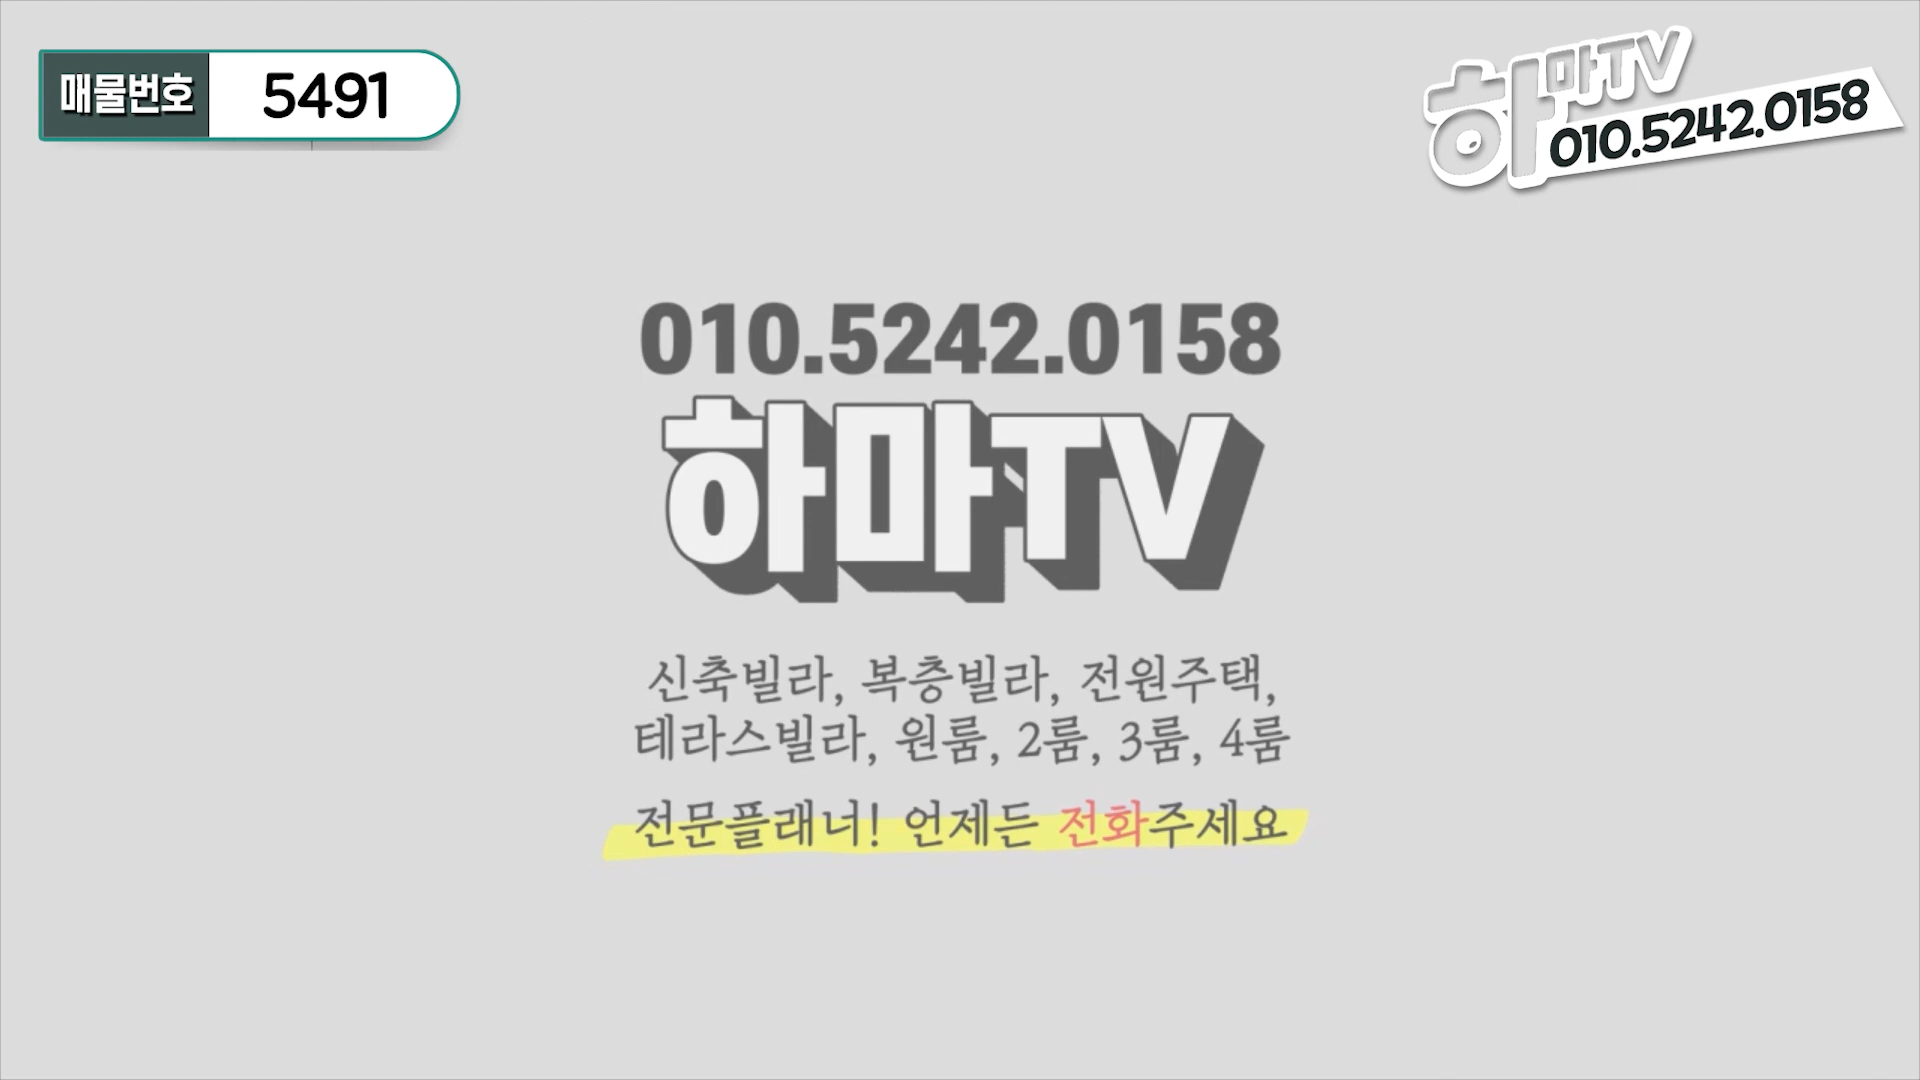 매물번호 5491
하마TV
010.5242.0158
010.5242.0158
하마TV
신축빌라, 복층빌라, 전원주택,
테라스빌라, 원룸, 2룸, 3룸, 4룸
전문플래너! 언제든 전화주세요